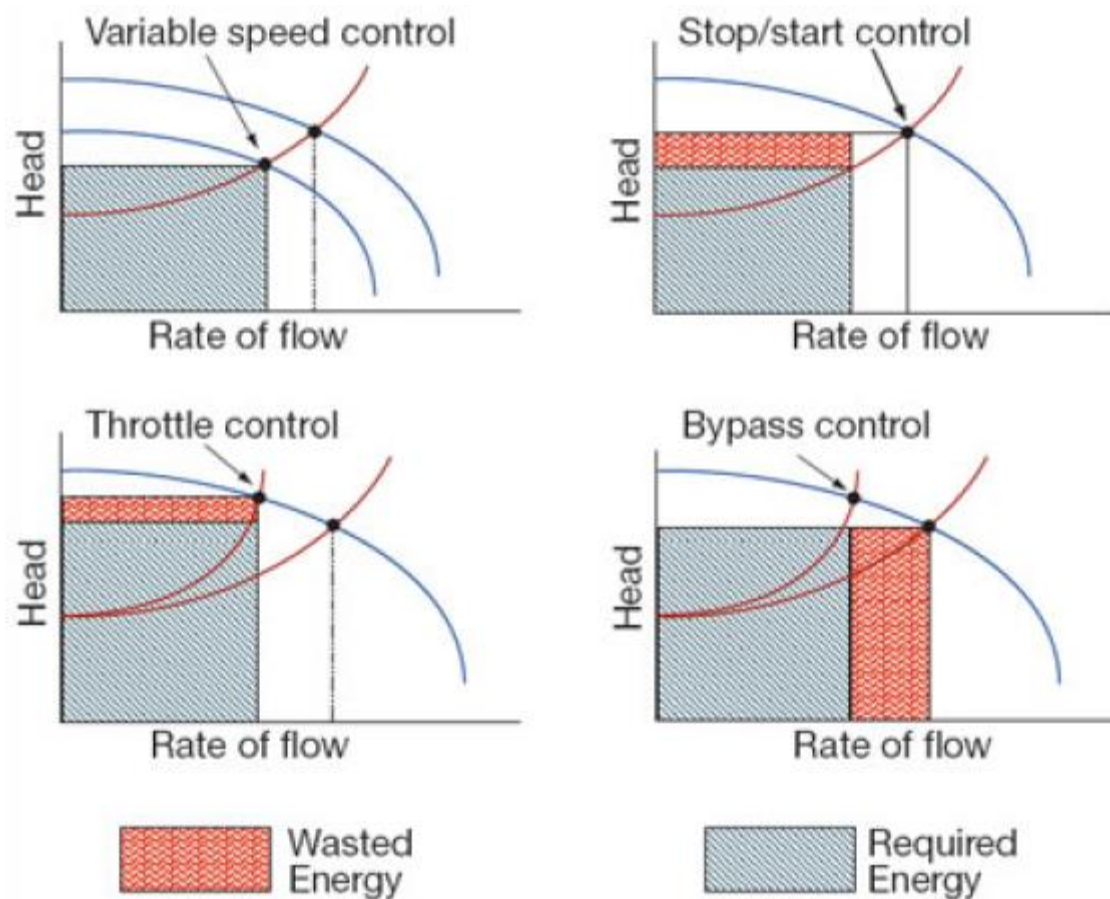 Variable speed control
Head
Rate of flow
Stop/start control
Head
Rate of flow
Throttle control
Head
Rate of flow
Bypass control
Head
Rate of flow
Wasted
Energy
Required
Energy